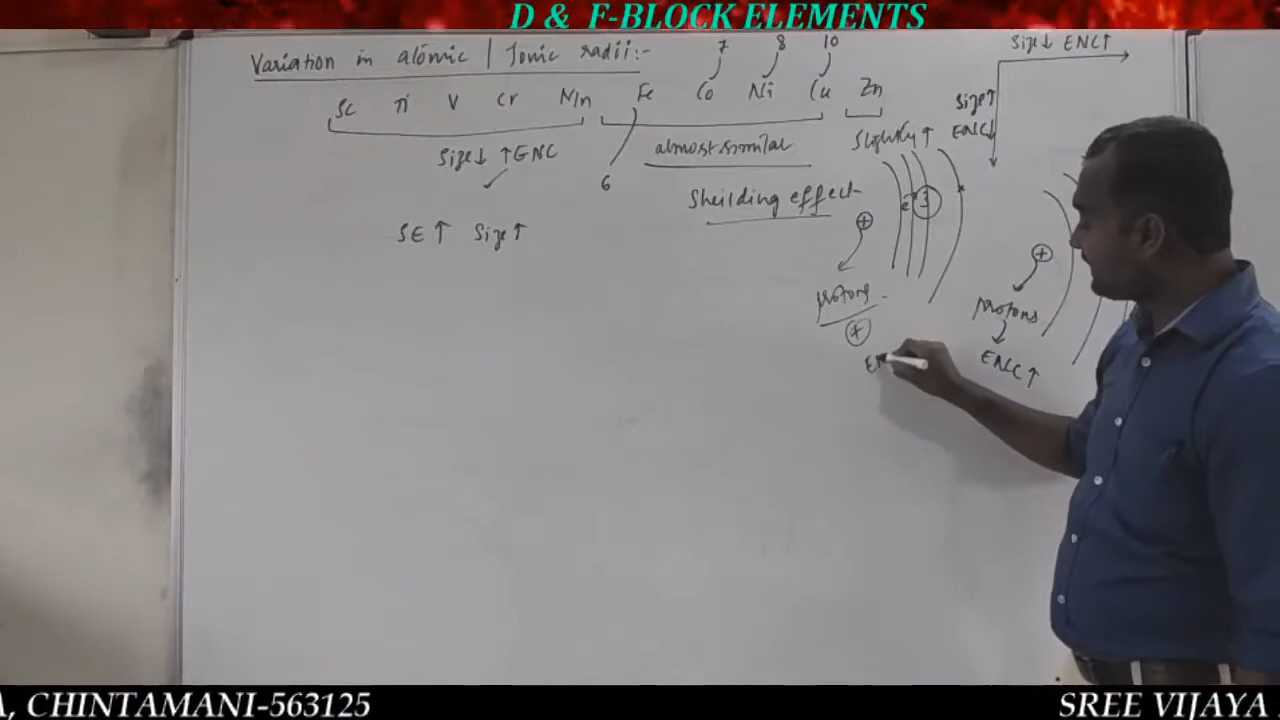 D & F-BLOCK ELEMENTS
Variation in atomic | Ionic radii:-
7 8 10
Size↓ ENC↑
Sc Ti V Cr Mn Fe Co Ni Cu Zn
Size↑
ENC↓
Size↓ ↑ENC
6
almost similar
Slightly ↑
Sheilding effect
SE↑ Size↑
e⁻
+
+
protons
protons
+
ENC↑
EN
A, CHINTAMANI-563125
SREE VIJAYA